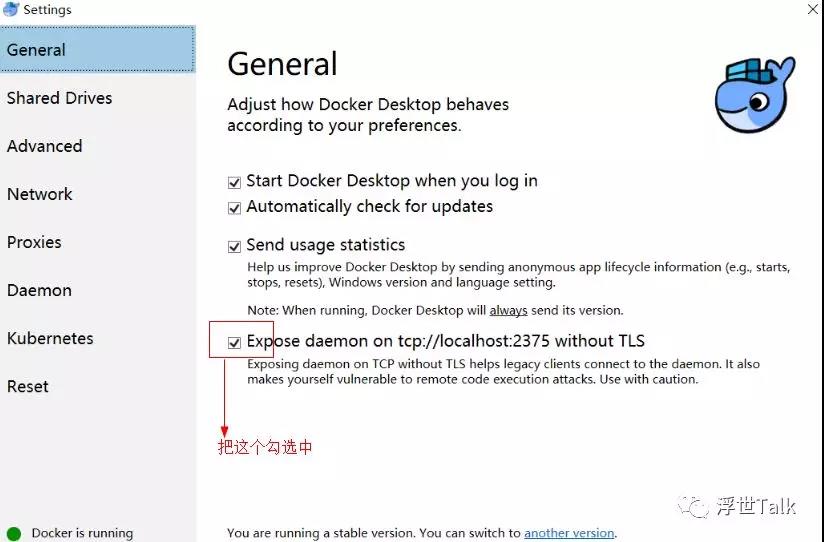 Settings
General
Shared Drives
Advanced
Network
Proxies
Daemon
Kubernetes
Reset
Docker is running
General
Adjust how Docker Desktop behaves
according to your preferences.
Start Docker Desktop when you log in
Automatically check for updates
Send usage statistics
Help us improve Docker Desktop by sending anonymous app lifecycle information (e.g., starts,
stops, resets), Windows version and language setting.
Note: When running, Docker Desktop will always send its version.
Expose daemon on tcp://localhost:2375 without TLS
Exposing daemon on TCP without TLS helps legacy clients connect to the daemon. It also
makes yourself vulnerable to remote code execution attacks. Use with caution.
把这个勾选中
浮世Talk
You are running a stable version. You can switch to another version.